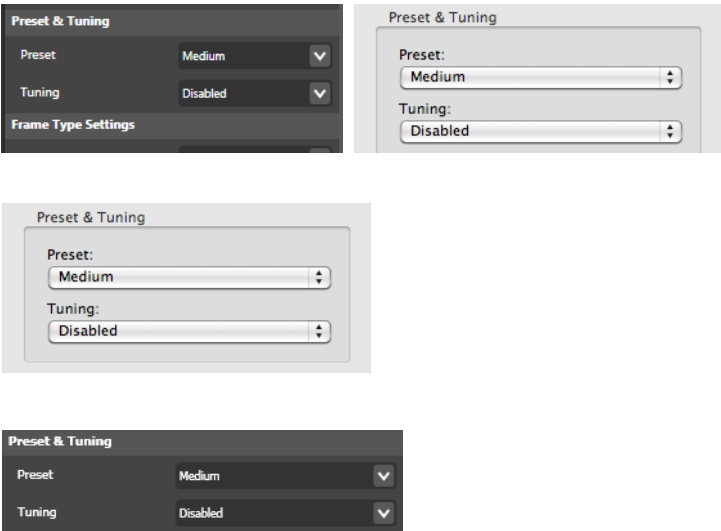 Preset & Tuning
Preset Medium
Tuning Disabled
Frame Type Settings
Preset & Tuning
Preset:
Medium
Tuning:
Disabled
Preset & Tuning
Preset:
Medium
Tuning:
Disabled
Preset & Tuning
Preset Medium
Tuning Disabled